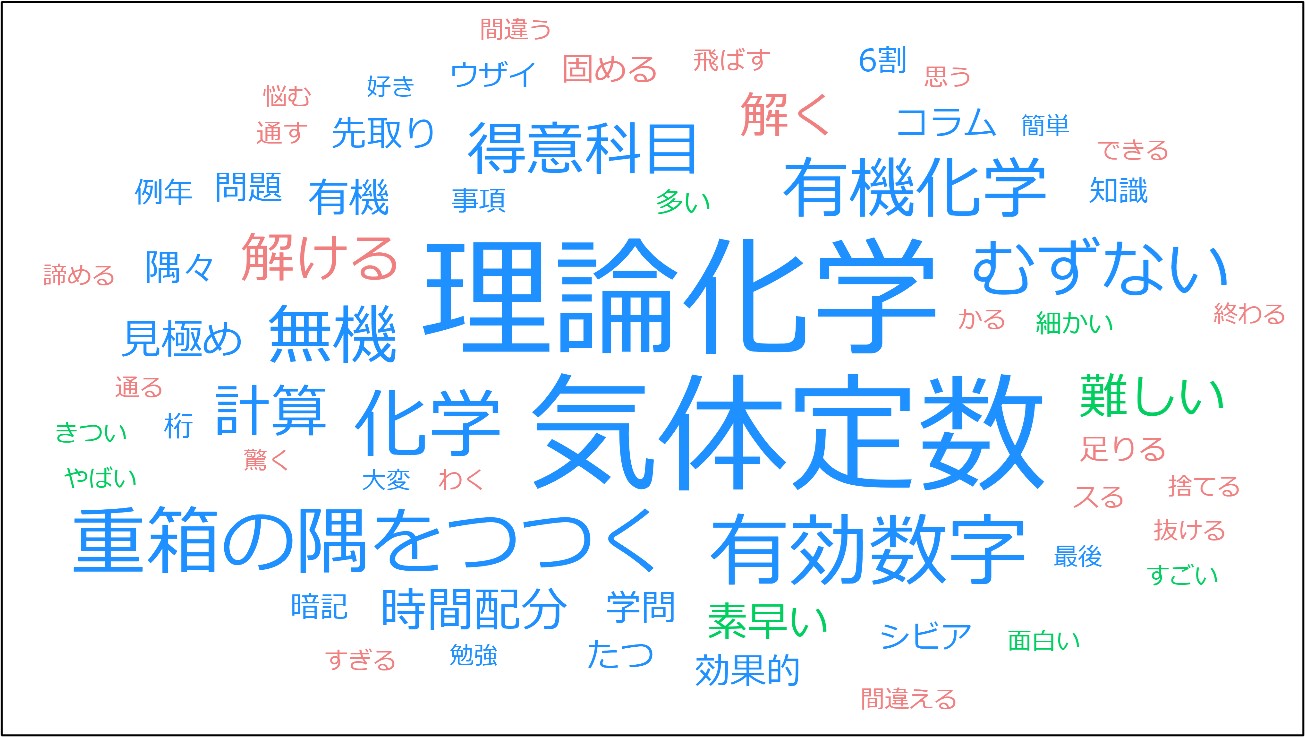 間違う
固める
飛ばす
6割
思う
ウザイ
好き
悩む
通す
先取り
得意科目
解く
コラム
簡単
できる
例年
問題
有機
事項
多い
有機化学
知識
諦める
隅々
解ける
理論化学
むずない
かる
細かい
終わる
見極め
無機
通る
きつい
桁
計算
化学
気体定数
難しい
足りる
やばい
驚く
大変
わく
スる
捨てる
抜ける
重箱の隅をつつく
有効数字
最後
すごい
暗記
時間配分
学問
素早い
シビア
面白い
すぎる
勉強
たつ
効果的
間違える